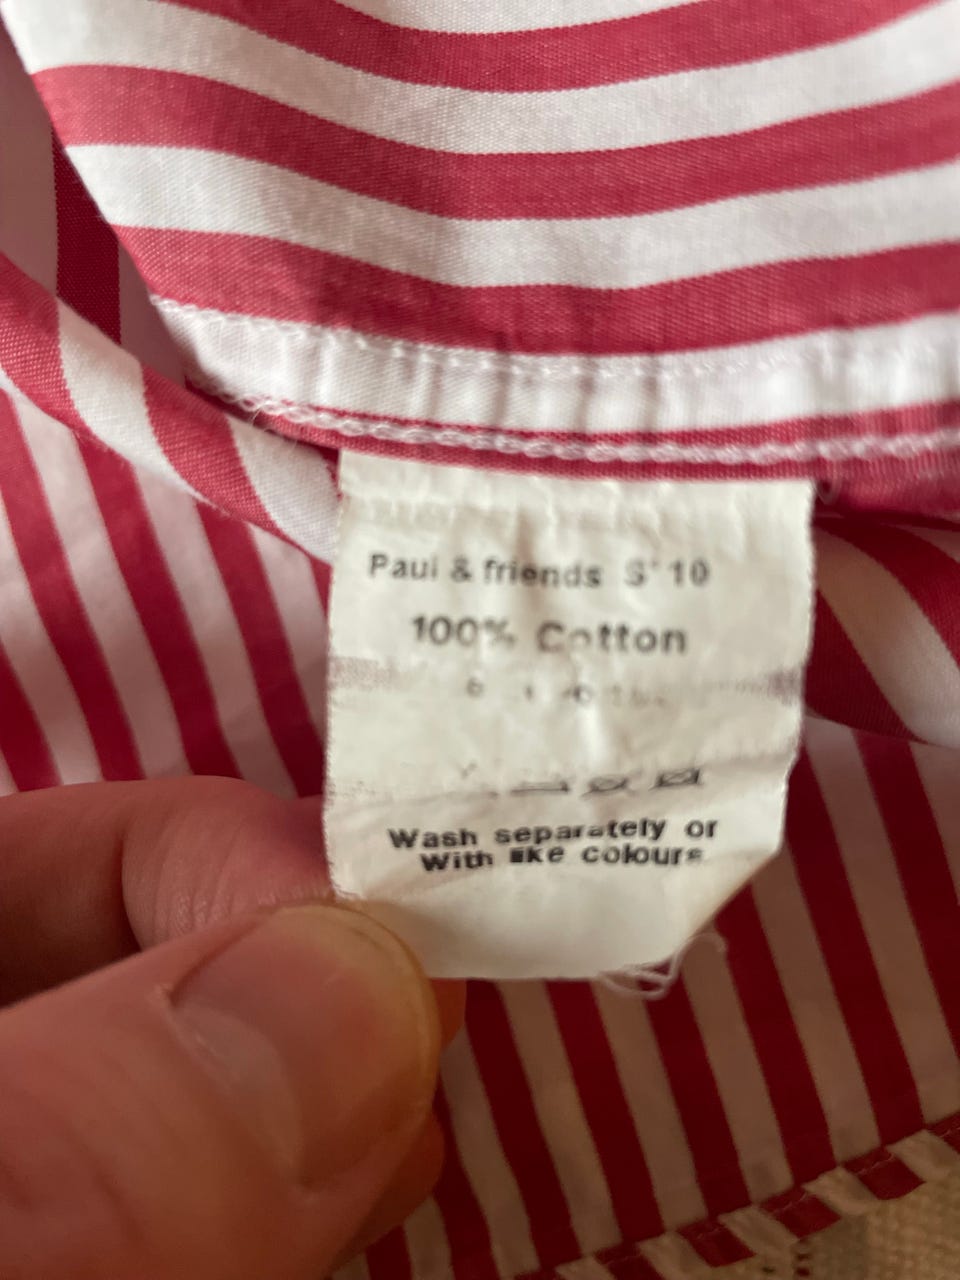 Paul & friends S'10
100% Cotton
Wash separately or
With like colours